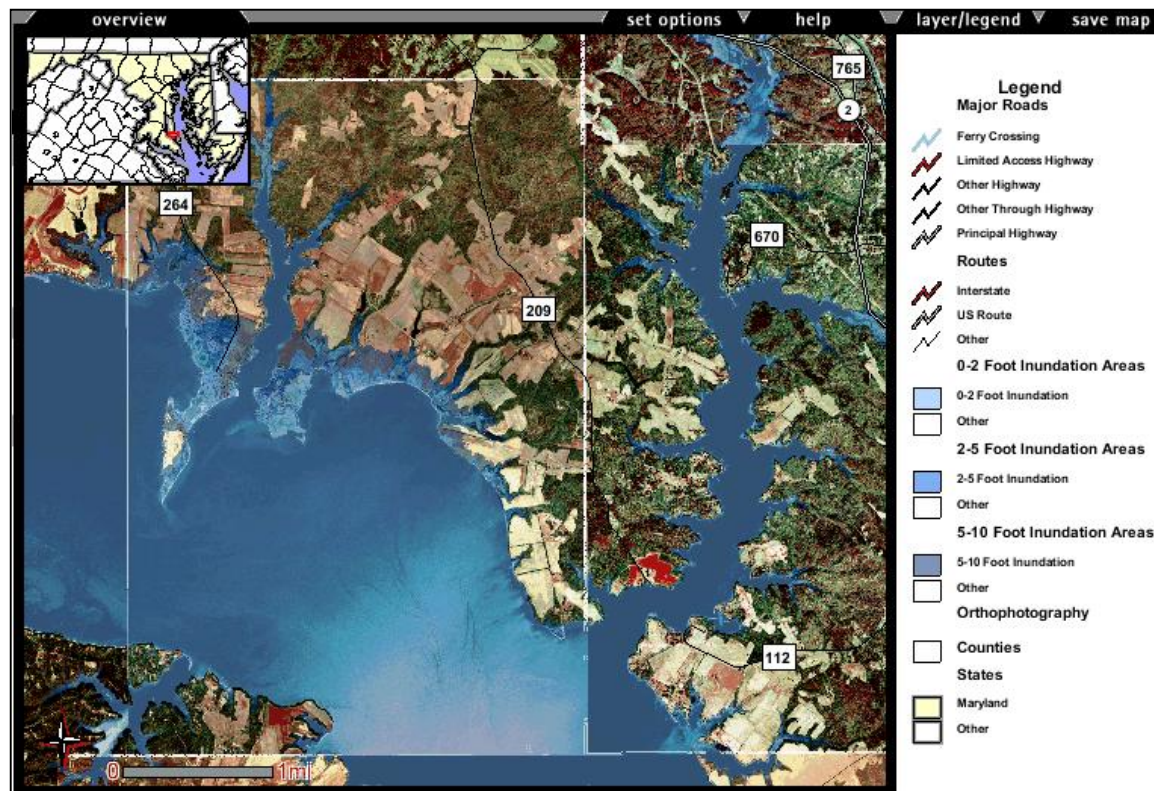 overview
set options
help
layer/legend
save map
765
2
264
670
209
112
0
1mi
Legend
Major Roads
Ferry Crossing
Limited Access Highway
Other Highway
Other Through Highway
Principal Highway
Routes
Interstate
US Route
Other
0-2 Foot Inundation Areas
0-2 Foot Inundation
Other
2-5 Foot Inundation Areas
2-5 Foot Inundation
Other
5-10 Foot Inundation Areas
5-10 Foot Inundation
Other
Orthophotography
Counties
States
Maryland
Other